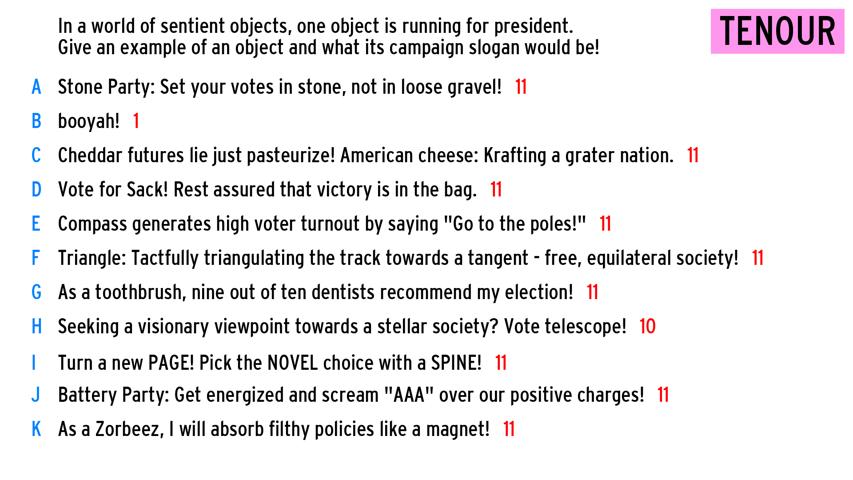 In a world of sentient objects, one object is running for president.
Give an example of an object and what its campaign slogan would be!
TENOUR
A Stone Party: Set your votes in stone, not in loose gravel! 11
B booyah! 1
C Cheddar futures lie just pasteurize! American cheese: Krafting a grater nation. 11
D Vote for Sack! Rest assured that victory is in the bag. 11
E Compass generates high voter turnout by saying "Go to the poles!" 11
F Triangle: Tactfully triangulating the track towards a tangent - free, equilateral society! 11
G As a toothbrush, nine out of ten dentists recommend my election! 11
H Seeking a visionary viewpoint towards a stellar society? Vote telescope! 10
I Turn a new PAGE! Pick the NOVEL choice with a SPINE! 11
J Battery Party: Get energized and scream "AAA" over our positive charges! 11
K As a Zorbeez, I will absorb filthy policies like a magnet! 11